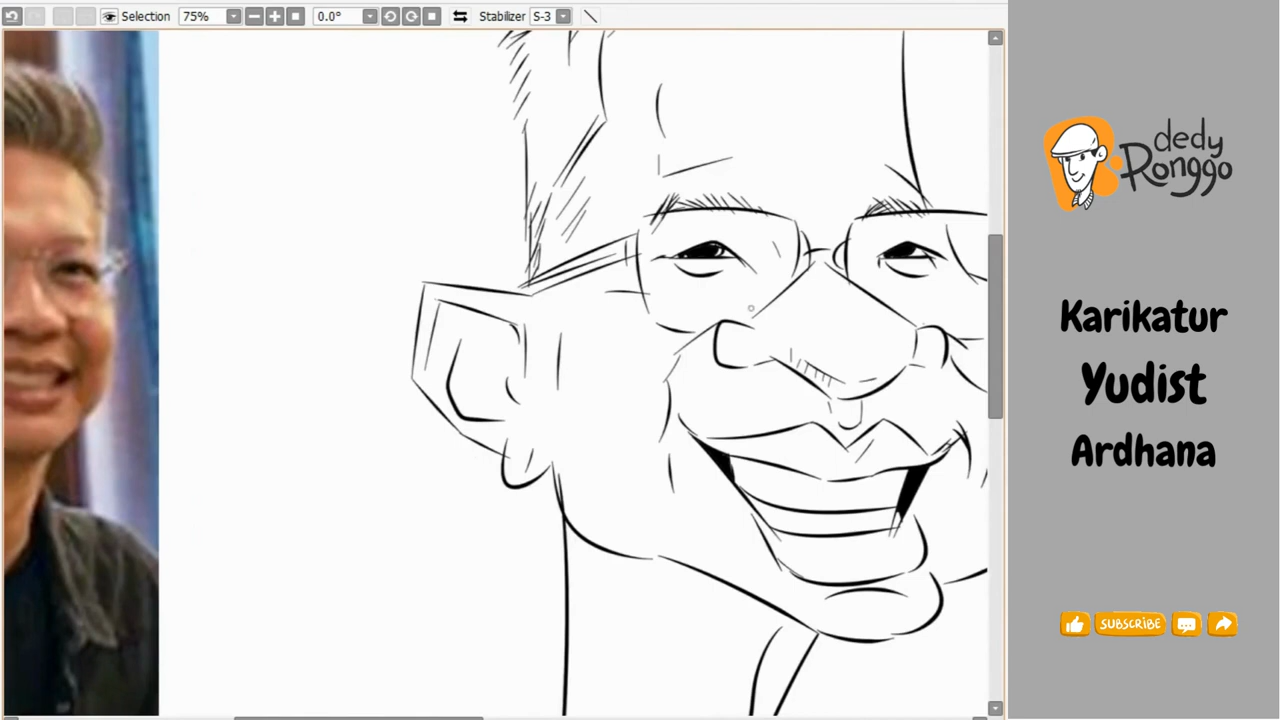 Selection 75% 0.0° Stabilizer S-3
dedy
Ronggo
Karikatur
Yudist
Ardhana
SUBSCRIBE